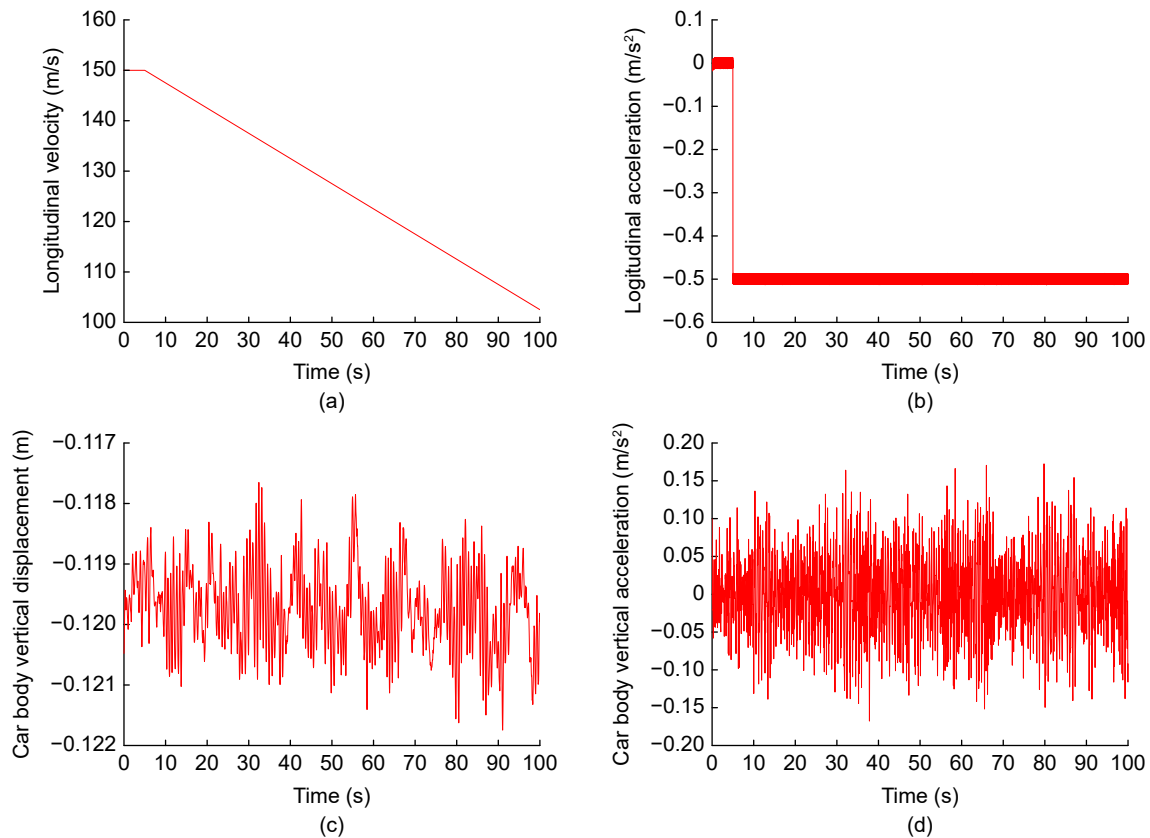 Longitudinal velocity (m/s)
160
150
140
130
120
110
100
0 10 20 30 40 50 60 70 80 90 100
Time (s)
(a)
Logitudinal acceleration (m/s²)
0.1
0
−0.1
−0.2
−0.3
−0.4
−0.5
−0.6
0 10 20 30 40 50 60 70 80 90 100
Time (s)
(b)
Car body vertical displacement (m)
−0.117
−0.118
−0.119
−0.120
−0.121
−0.122
0 10 20 30 40 50 60 70 80 90 100
Time (s)
(c)
Car body vertical acceleration (m/s²)
0.20
0.15
0.10
0.05
0
−0.05
−0.10
−0.15
−0.20
0 10 20 30 40 50 60 70 80 90 100
Time (s)
(d)